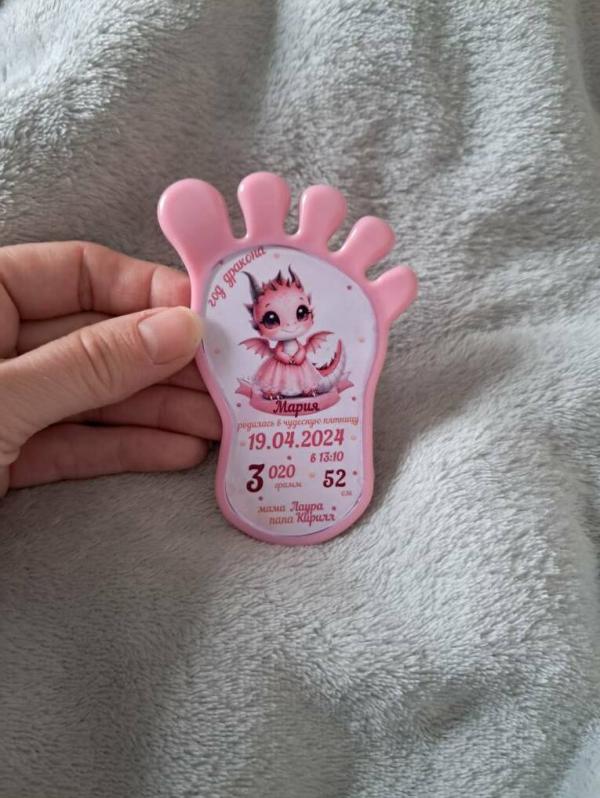 год дракона
Мария
родилась в чудесную пятницу
19.04.2024
в 13:10
3 020
грамм
52
см
мама Лаура
папа Кирилл